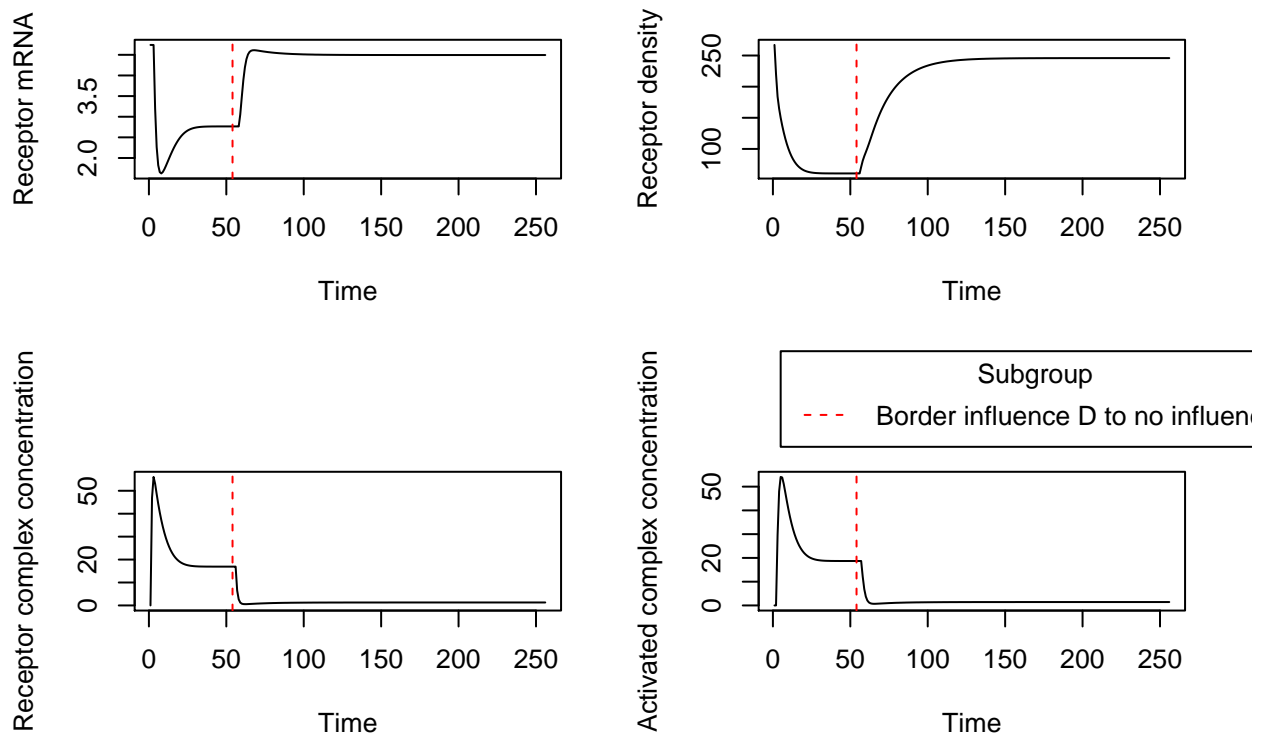 Receptor mRNA
3.5
2.0
0 50 100 150 200 250
Time
Receptor density
250
100
0 50 100 150 200 250
Time
Receptor complex concentration
50
20
0
0 50 100 150 200 250
Time
Activated complex concentration
Subgroup
Border influence D to no influen
50
20
0
0 50 100 150 200 250
Time